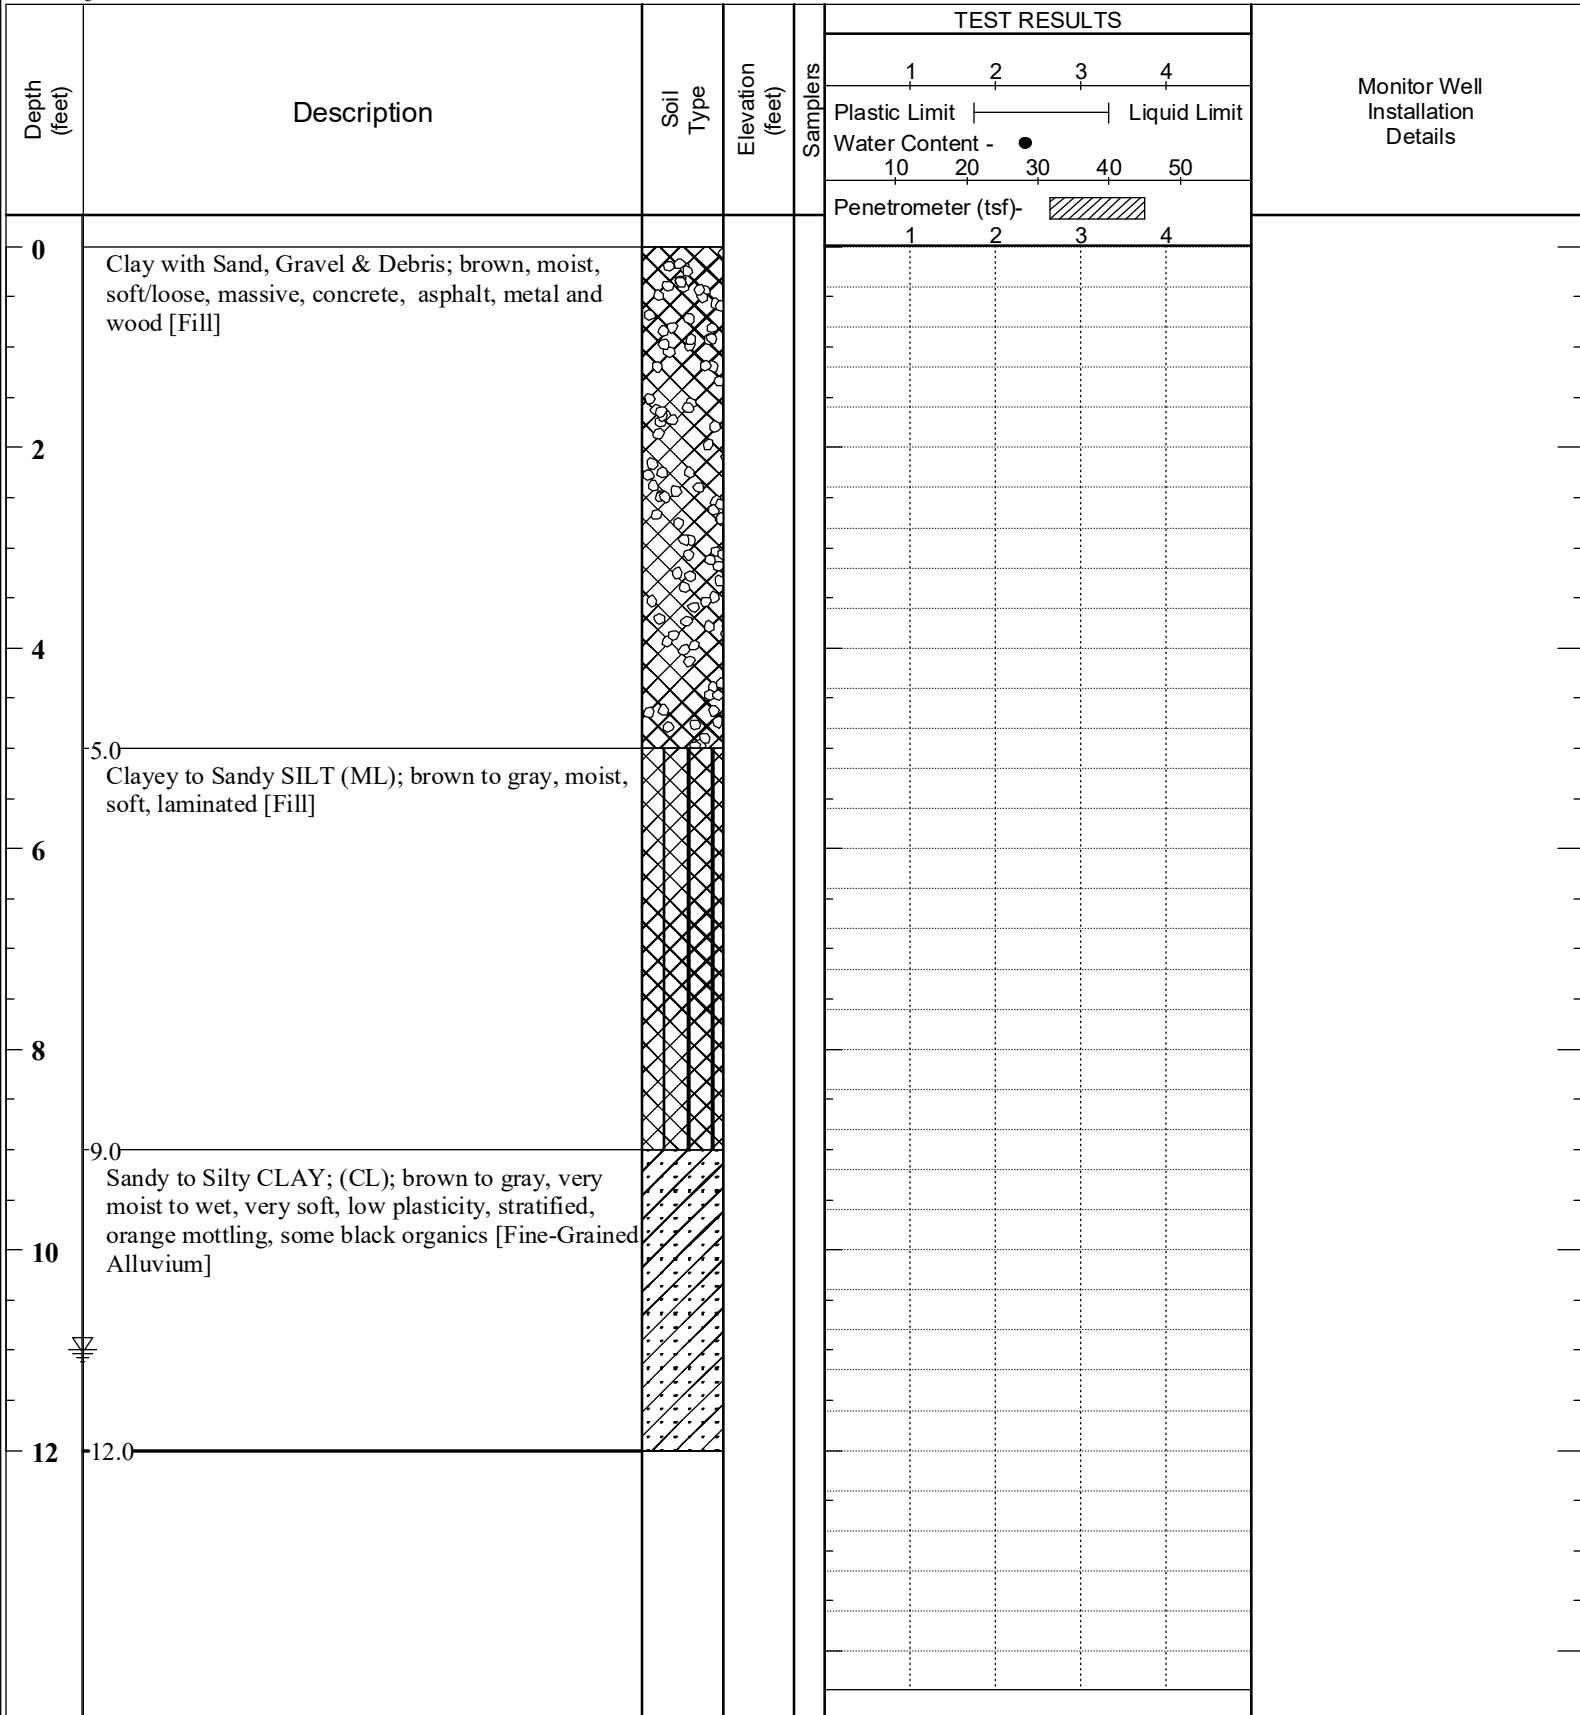 TEST RESULTS
Depth
(feet)
Description
Soil
Type
Elevation
(feet)
Samplers
1 2 3 4
Plastic Limit Liquid Limit
Water Content -
10 20 30 40 50
Penetrometer (tsf)-
1 2 3 4
Monitor Well
Installation
Details
0
Clay with Sand, Gravel & Debris; brown, moist,
soft/loose, massive, concrete, asphalt, metal and
wood [Fill]
2
4
5.0
Clayey to Sandy SILT (ML); brown to gray, moist,
soft, laminated [Fill]
6
8
9.0
Sandy to Silty CLAY; (CL); brown to gray, very
moist to wet, very soft, low plasticity, stratified,
orange mottling, some black organics [Fine-Grained
Alluvium]
10
12
12.0